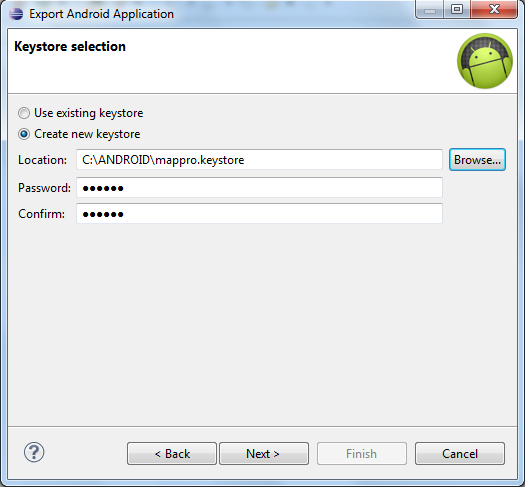 Export Android Application
Keystore selection
Use existing keystore
Create new keystore
Location: C:\ANDROID\mappro.keystore Browse...
Password: ●●●●●●
Confirm: ●●●●●●
? < Back Next > Finish Cancel